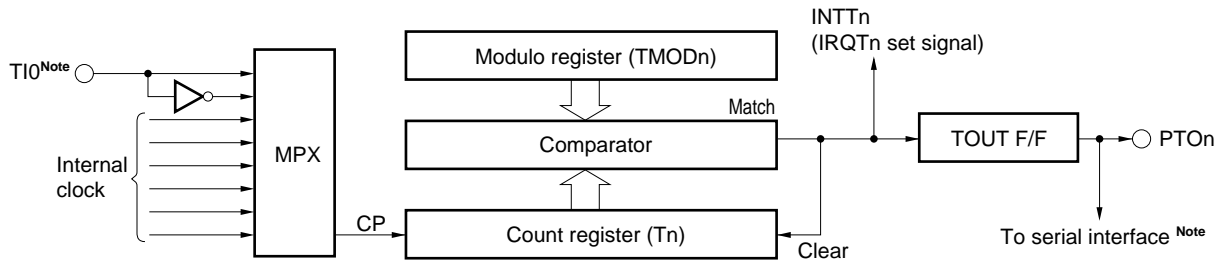 INTTn
(IRQTn set signal)
Modulo register (TMODn)
TI0Note
Match
MPX
Comparator
TOUT F/F
PTOn
Internal
clock
CP
Count register (Tn)
Clear
To serial interface Note